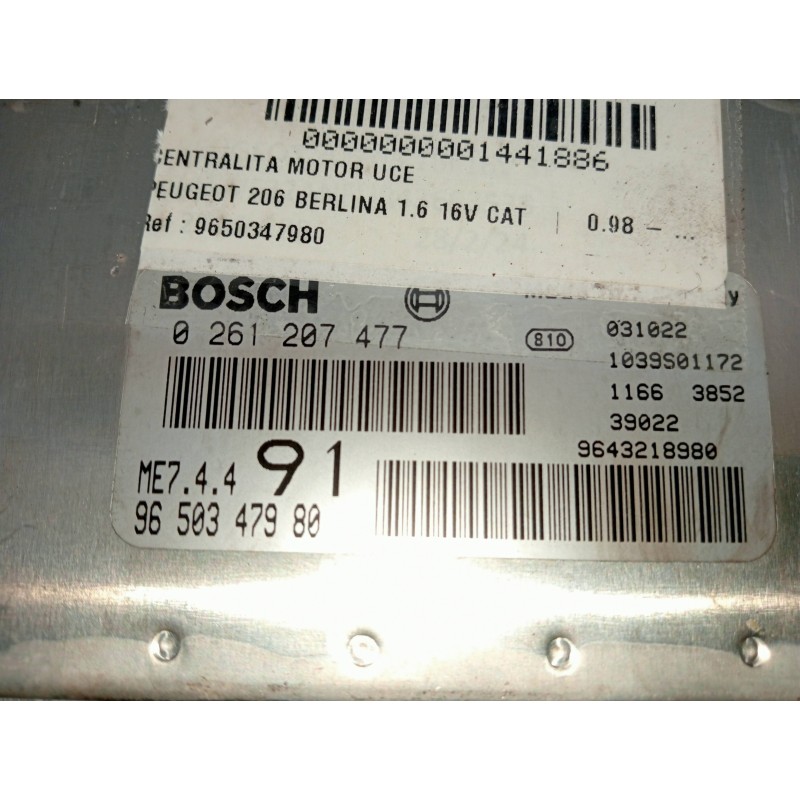 0000000001441886
CENTRALITA MOTOR UCE
PEUGEOT 206 BERLINA 1.6 16V CAT | 0.98 - ...
Ref : 9650347980
BOSCH
0 261 207 477
810
031022
1039S01172
1166 3852
39022
9643218980
ME7.4.4 91
96 503 479 80